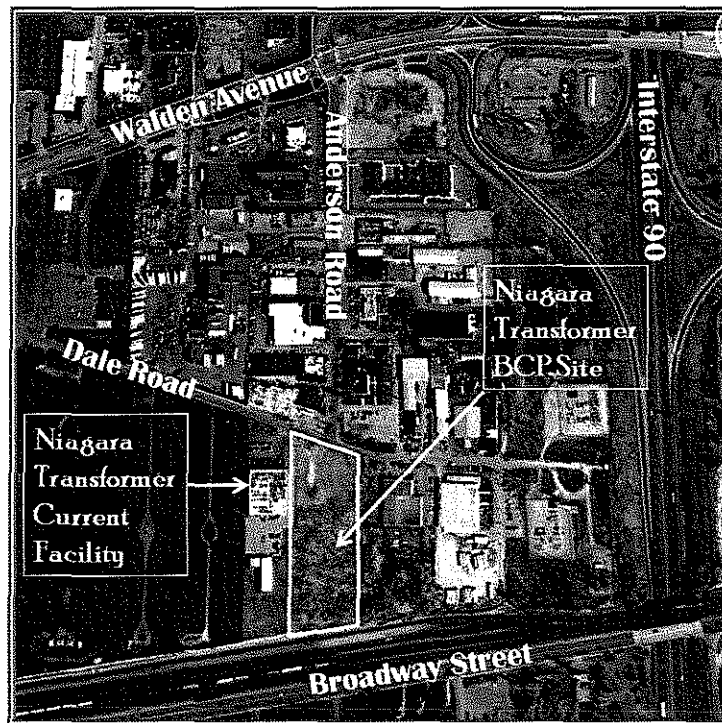 Walden Avenue
Anderson Road
Interstate 90
Niagara
Transformer
BCP Site
Dale Road
Niagara
Transformer
Current
Facility
Broadway Street